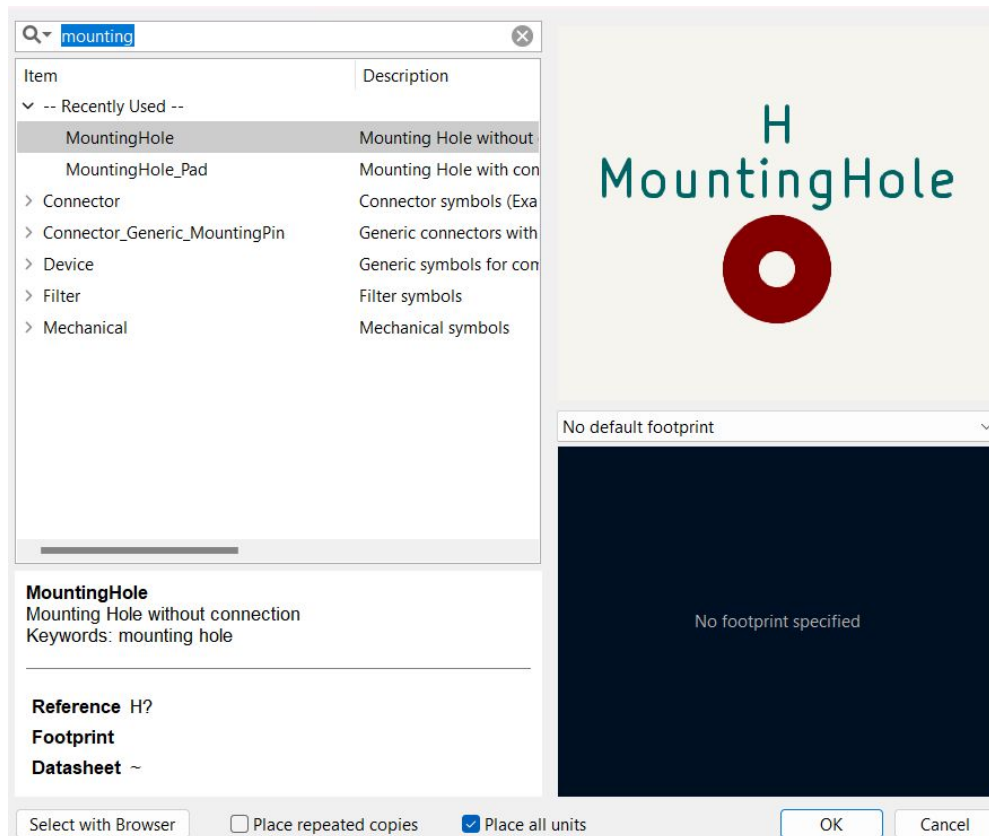 mounting
Item Description
-- Recently Used --
MountingHole Mounting Hole without
MountingHole_Pad Mounting Hole with con
Connector Connector symbols (Exa
Connector_Generic_MountingPin Generic connectors with
Device Generic symbols for com
Filter Filter symbols
Mechanical Mechanical symbols
MountingHole
Mounting Hole without connection
Keywords: mounting hole
Reference H?
Footprint
Datasheet ~
H
MountingHole
No default footprint
No footprint specified
Select with Browser Place repeated copies Place all units OK Cancel